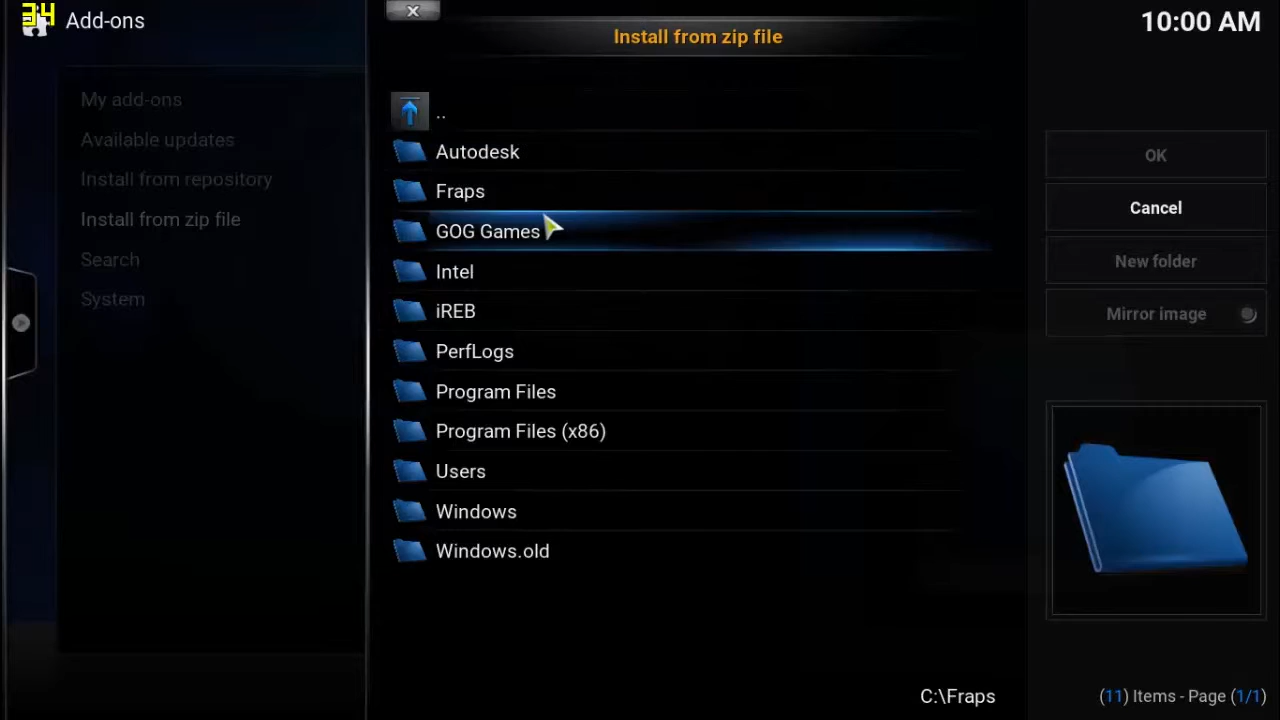 34
Add-ons
Install from zip file
10:00 AM
My add-ons
Available updates
Install from repository
Install from zip file
Search
System
..
Autodesk
Fraps
GOG Games
Intel
iREB
PerfLogs
Program Files
Program Files (x86)
Users
Windows
Windows.old
OK
Cancel
New folder
Mirror image
C:\Fraps
(11) Items - Page (1/1)